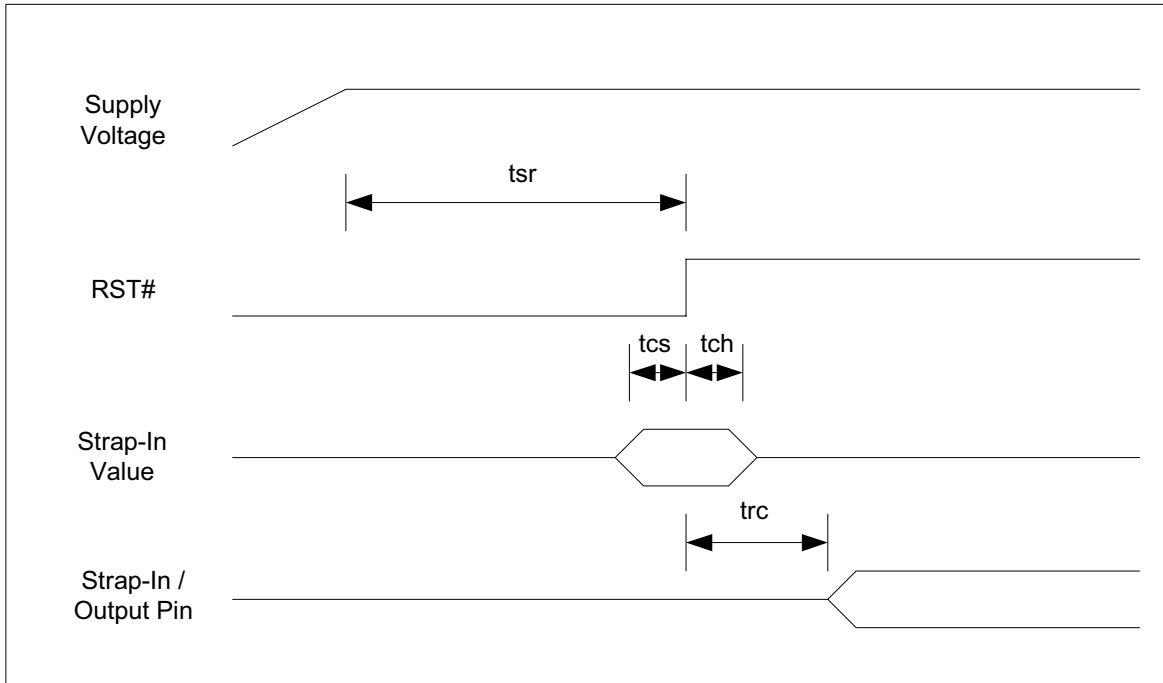 Supply
Voltage
tsr
RST#
tcs
tch
Strap-In
Value
trc
Strap-In /
Output Pin